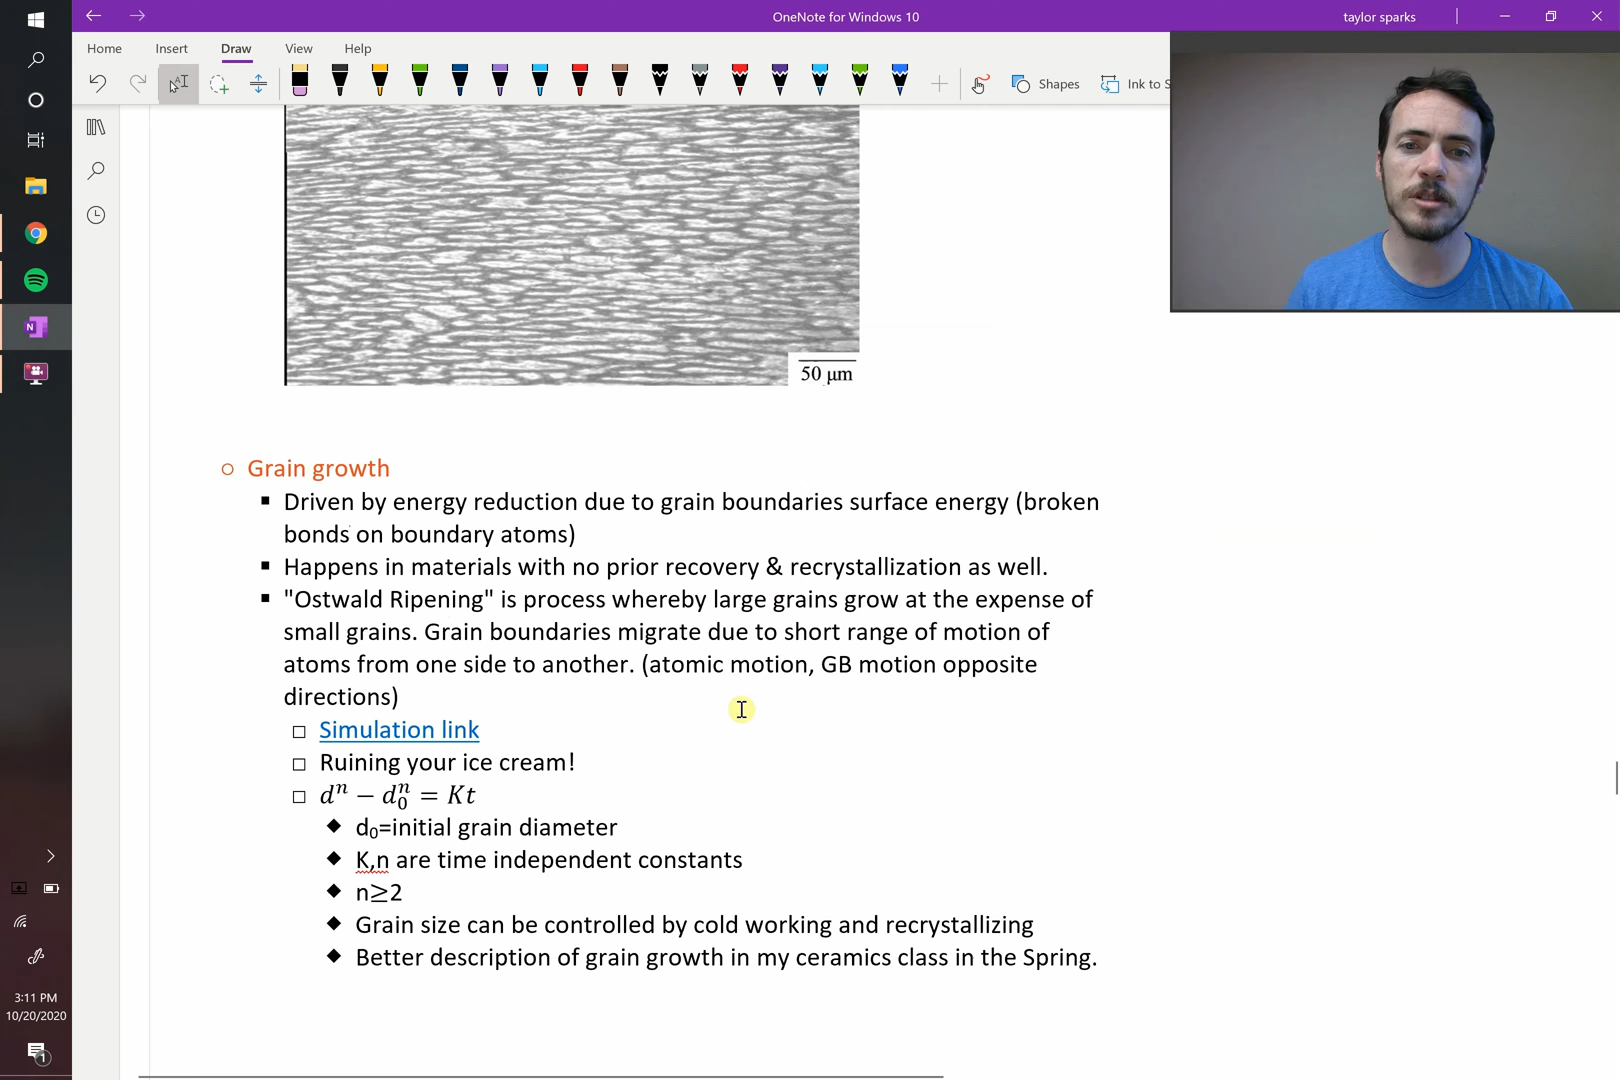 OneNote for Windows 10
taylor sparks
Home Insert Draw View Help
Shapes
Ink to S
50 μm
Grain growth
Driven by energy reduction due to grain boundaries surface energy (broken
bonds on boundary atoms)
Happens in materials with no prior recovery & recrystallization as well.
"Ostwald Ripening" is process whereby large grains grow at the expense of
small grains. Grain boundaries migrate due to short range of motion of
atoms from one side to another. (atomic motion, GB motion opposite
directions)
Simulation link
Ruining your ice cream!
dⁿ − d₀ⁿ = Kt
d₀=initial grain diameter
K,n are time independent constants
n≥2
Grain size can be controlled by cold working and recrystallizing
Better description of grain growth in my ceramics class in the Spring.
3:11 PM
10/20/2020
1